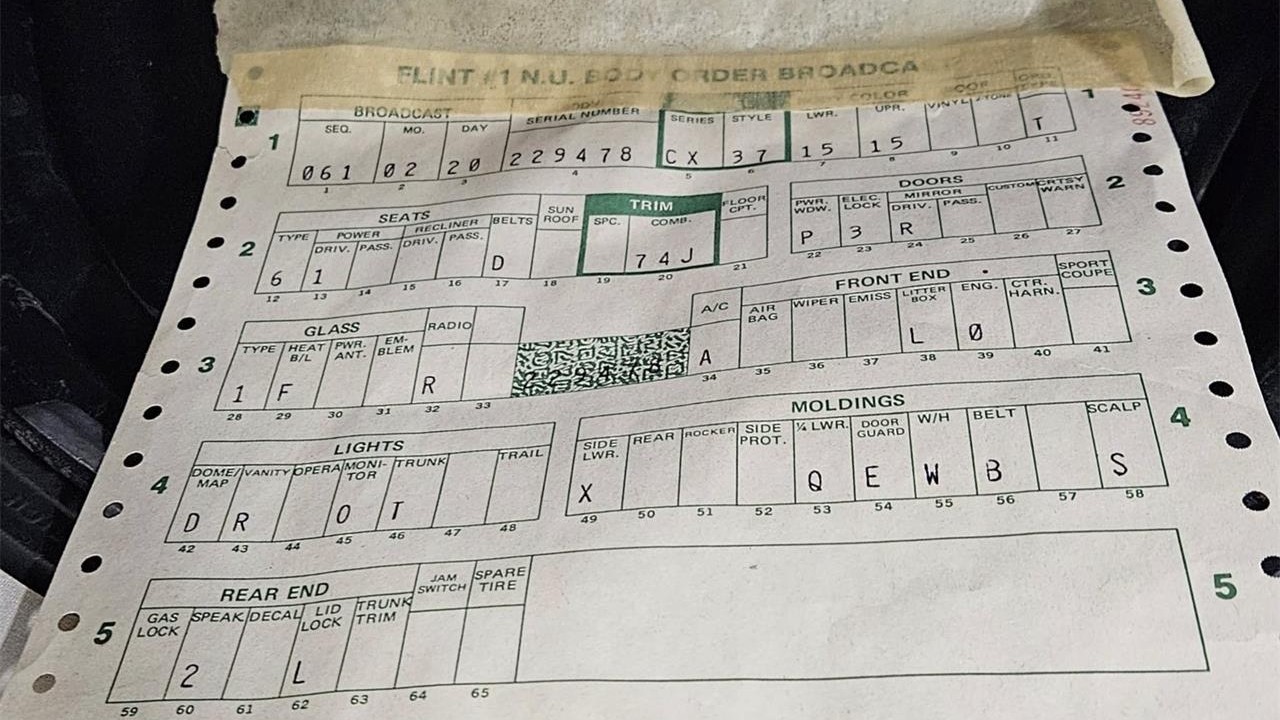 FLINT #1 N.U. BODY ORDER BROADCA
BROADCAST BODY SERIAL NUMBER SERIES STYLE COLOR VINYL OPT.
SEQ. MO. DAY LWR. UPR.
1 061 02 20 229478 CX 37 15 15 T 1
1 2 3 4 5 6 7 8 9 10 11
SEATS SUN ROOF TRIM FLOOR CPT. DOORS
TYPE POWER RECLINER BELTS SPC. COMB. PWR. WDW. ELEC. LOCK MIRROR CUSTOM CRTSY WARN
DRIV. PASS. DRIV. PASS. DRIV. PASS.
2 6 1 D 74J P 3 R 2
12 13 14 15 16 17 18 19 20 21 22 23 24 25 26 27
GLASS RADIO A/C FRONT END SPORT COUPE
TYPE HEAT B/L PWR. ANT. EM-BLEM AIR BAG WIPER EMISS LITTER BOX ENG. CTR. HARN.
3 1 F R A L 0 3
28 29 30 31 32 33 34 35 36 37 38 39 40 41
LIGHTS MOLDINGS
DOME/ MAP VANITY OPERA MONI-TOR TRUNK TRAIL SIDE LWR. REAR ROCKER SIDE PROT. ¼ LWR. DOOR GUARD W/H BELT SCALP
4 D R O T X Q E W B S 4
42 43 44 45 46 47 48 49 50 51 52 53 54 55 56 57 58
REAR END JAM SWITCH SPARE TIRE
GAS LOCK SPEAK. DECAL LID LOCK TRUNK TRIM
5 2 L 5
59 60 61 62 63 64 65